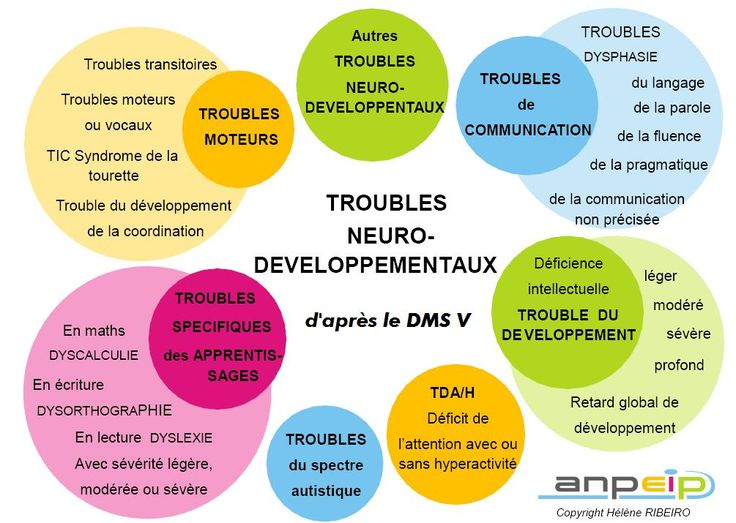 Autres
TROUBLES
NEURO-
DEVELOPPENTAUX
Troubles transitoires
Troubles moteurs
ou vocaux
TIC Syndrome de la
tourette
Trouble du développement
de la coordination
TROUBLES
MOTEURS
TROUBLES
de
COMMUNICATION
TROUBLES
DYSPHASIE
du langage
de la parole
de la fluence
de la pragmatique
de la communication
non précisée
TROUBLES
NEURO-
DEVELOPPEMENTAUX
d'après le DMS V
TROUBLES
SPECIFIQUES
des APPRENTIS-
SAGES
En maths
DYSCALCULIE
En écriture
DYSORTHOGRAPHIE
En lecture DYSLEXIE
Avec sévérité légère,
modérée ou sévère
Déficience
intellectuelle
TROUBLE DU
DEVELOPPEMENT
léger
modéré
sévère
profond
Retard global de
développement
TROUBLES
du spectre
autistique
TDA/H
Déficit de
l'attention avec ou
sans hyperactivité
anpeip
Copyright Hélène RIBEIRO